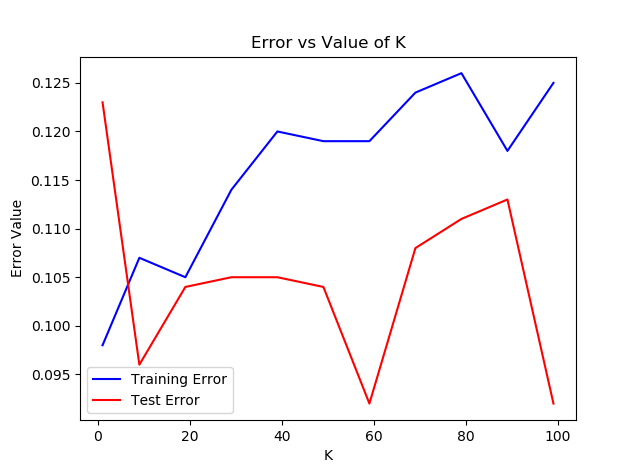 Error vs Value of K
Error Value
0.125
0.120
0.115
0.110
0.105
0.100
0.095
Training Error
Test Error
0 20 40 60 80 100
K